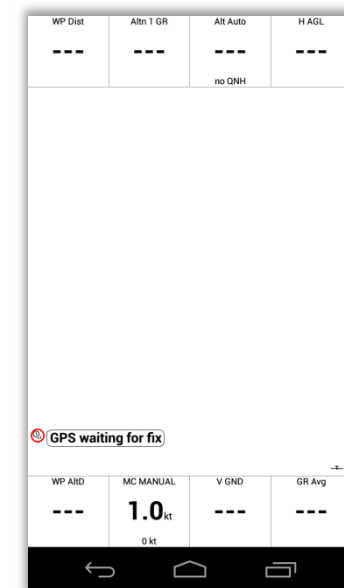 WP Dist Altn 1 GR Alt Auto H AGL
--- --- --- ---
no QNH
GPS waiting for fix
WP AltD MC MANUAL V GND GR Avg
--- 1.0kt --- ---
0 kt